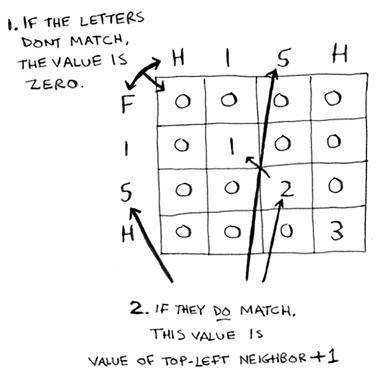 1. IF THE LETTERS
DONT MATCH,
THE VALUE IS
ZERO.
H I S H
F 0 0 0 0
I 0 1 0 0
S 0 0 2 0
H 0 0 0 3
2. IF THEY DO MATCH,
THIS VALUE IS
VALUE OF TOP-LEFT NEIGHBOR +1